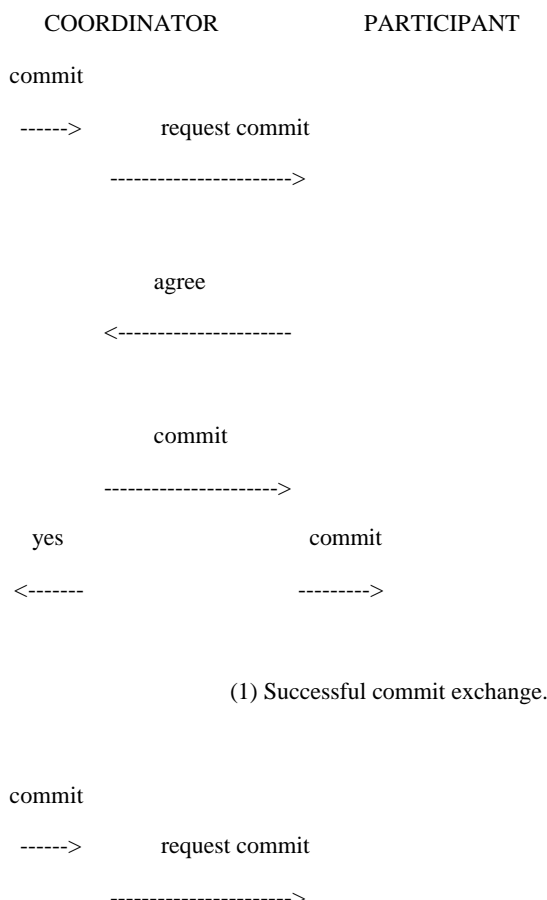 COORDINATOR PARTICIPANT
commit
------> request commit
----------------------->
agree
<----------------------
commit
---------------------->
yes commit
<------- --------->
(1) Successful commit exchange.
commit
------> request commit
----------------------->